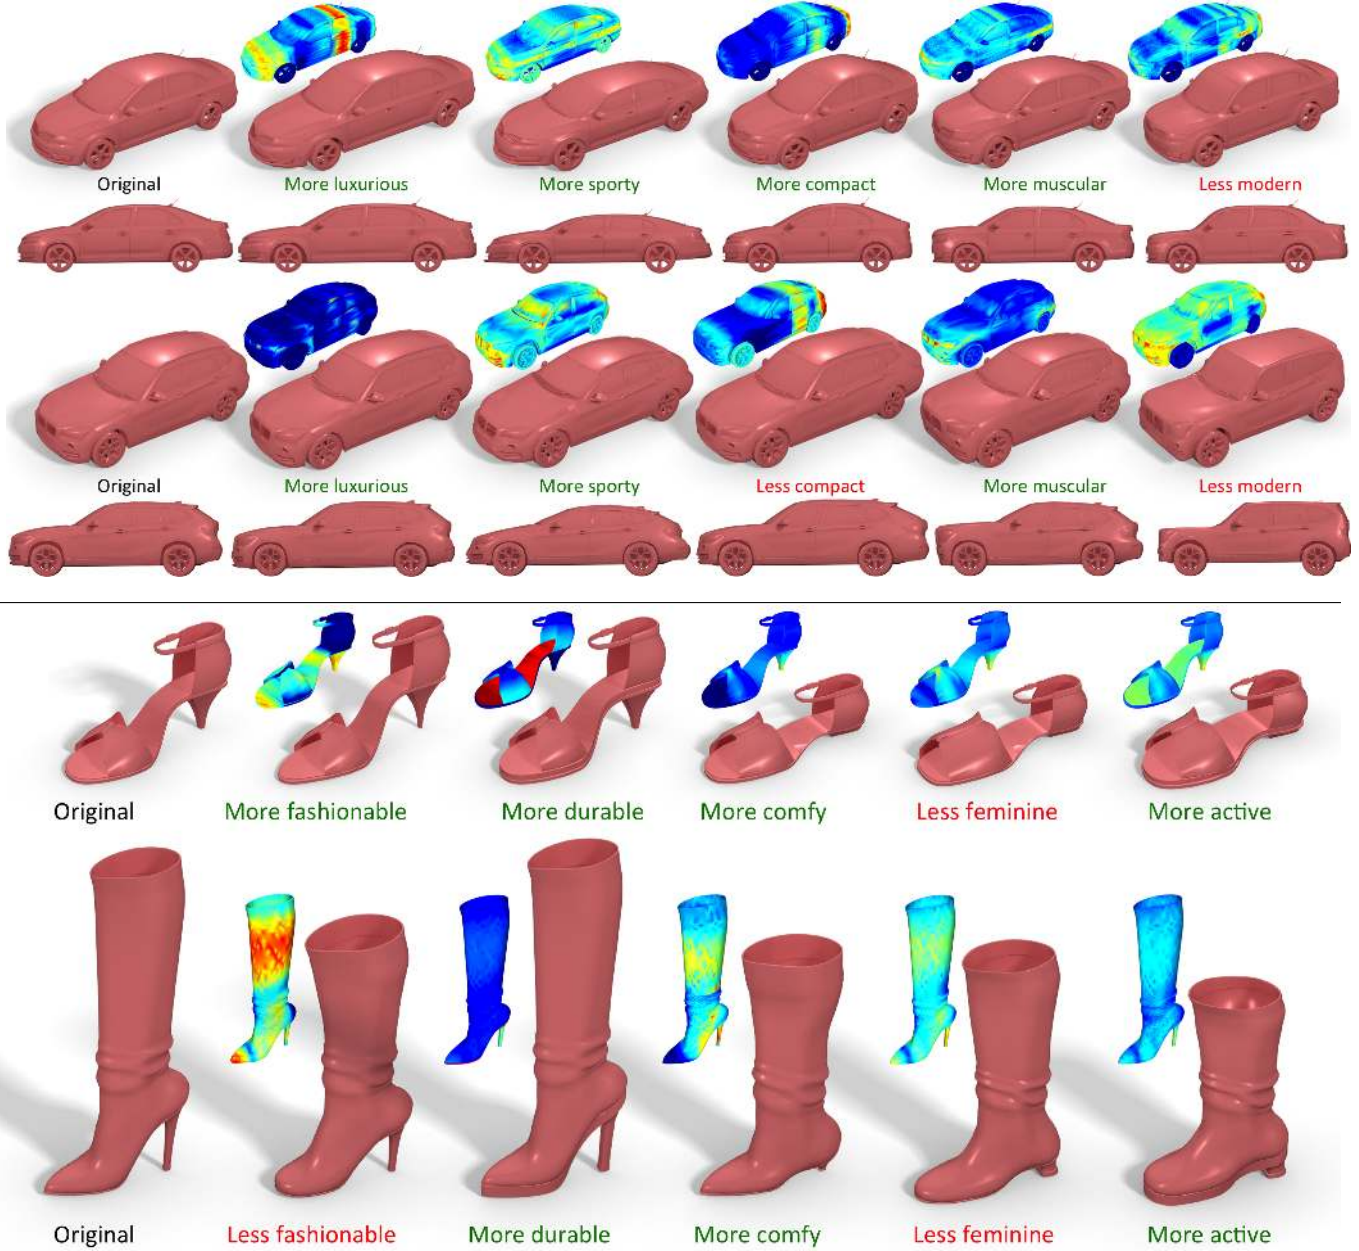 Original More luxurious More sporty More compact More muscular Less modern
Original More luxurious More sporty Less compact More muscular Less modern
Original More fashionable More durable More comfy Less feminine More active
Original Less fashionable More durable More comfy Less feminine More active